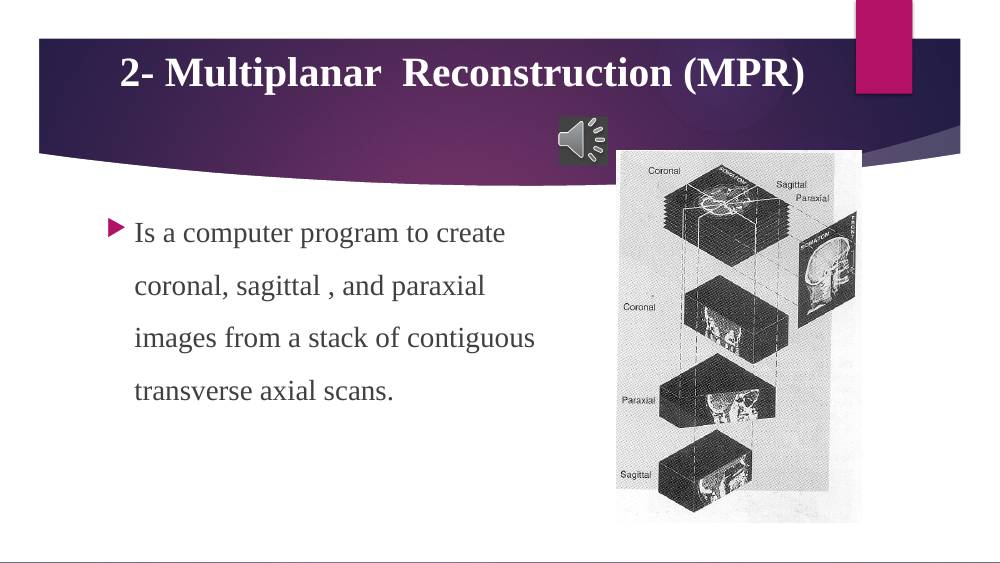 2- Multiplanar  Reconstruction (MPR)
Is a computer program to create
coronal, sagittal , and paraxial
images from a stack of contiguous
transverse axial scans.
Coronal
Sagittal
Paraxial
SOMATOM
Coronal
Paraxial
Sagittal